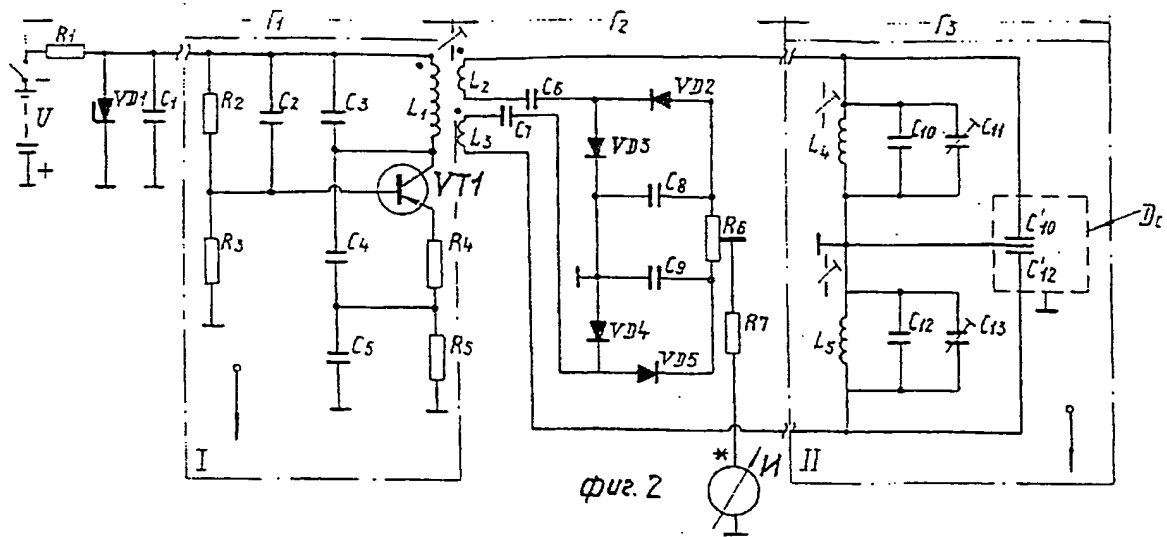 Г1
Г2
Г3
R1
U
+
VD1
C1
R2
C2
C3
L1
L2
L3
C6
C7
VD2
VD3
C8
R6
VT1
R3
C4
R4
C9
VD4
VD5
R7
C5
R5
L4
C10
C11
C'10
C'12
Dc
L5
C12
C13
I
II
* И
фиг. 2